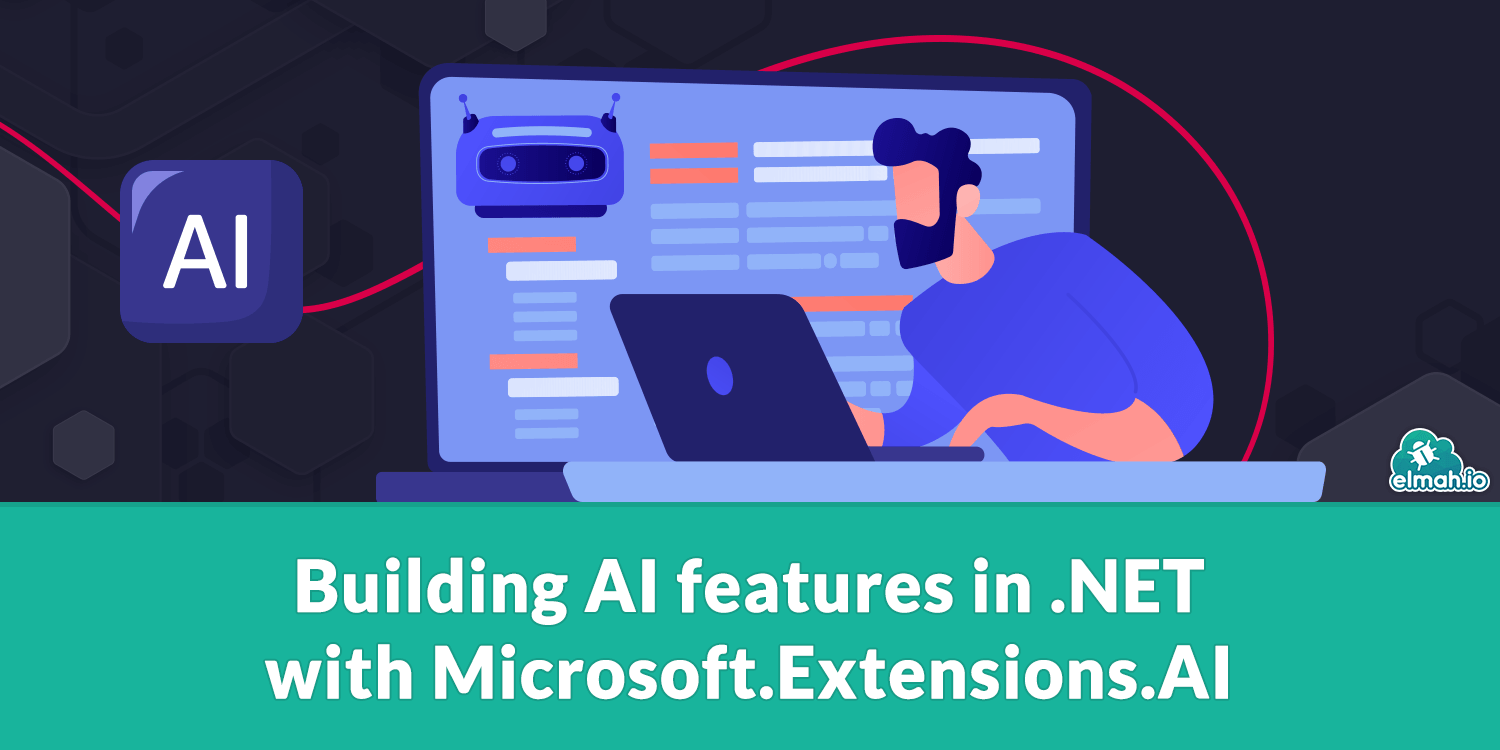 AI
elmah.io
Building AI features in .NET
with Microsoft.Extensions.AI